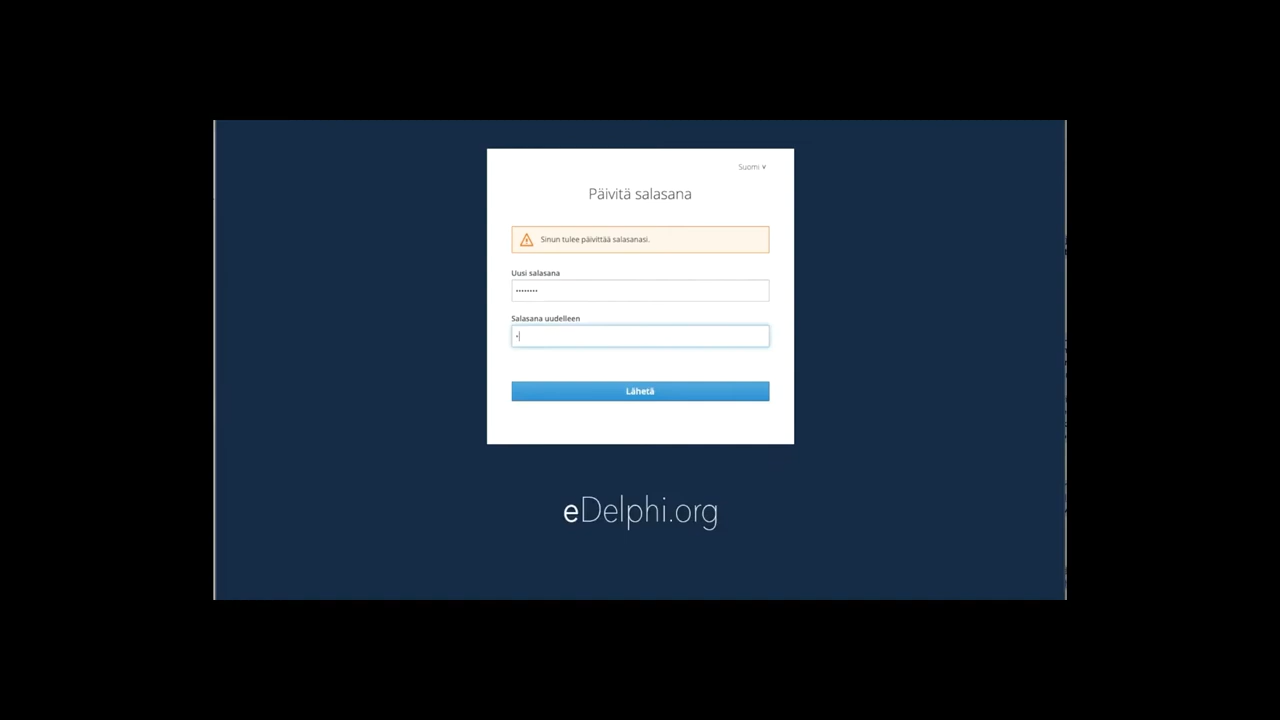 Suomi ∨
Päivitä salasana
Sinun tulee päivittää salasanasi.
Uusi salasana
••••••••
Salasana uudelleen
•
Lähetä
eDelphi.org